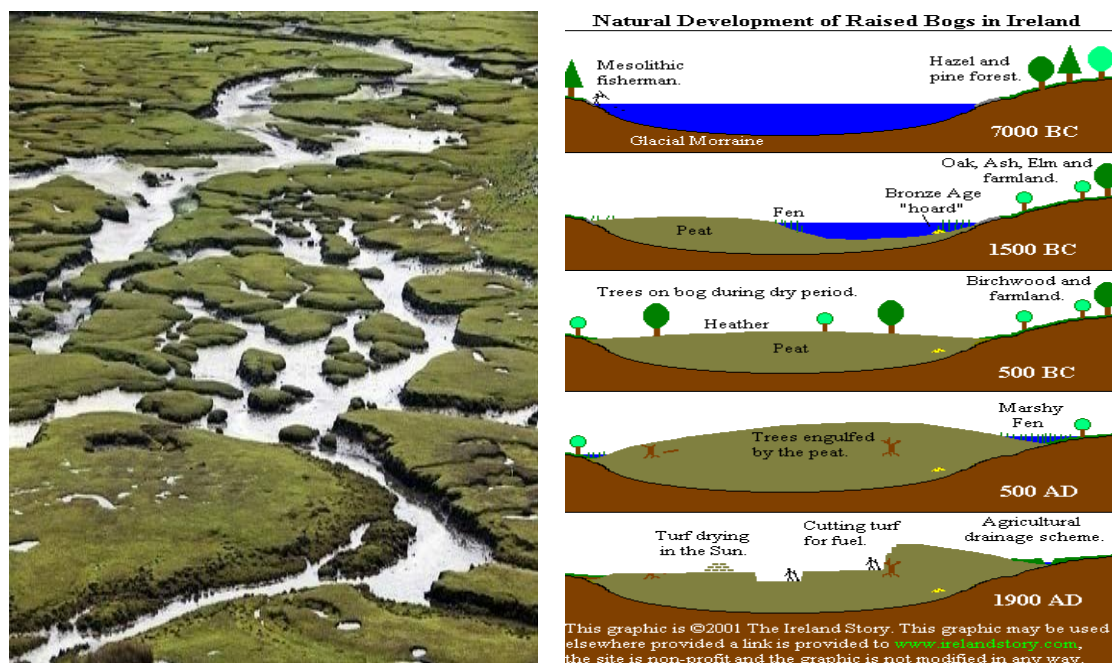 Natural Development of Raised Bogs in Ireland
Mesolithic
fisherman.
Hazel and
pine forest.
Glacial Morraine
7000 BC
Oak, Ash, Elm and
farmland.
Bronze Age
"hoard"
Fen
Peat
1500 BC
Trees on bog during dry period.
Birchwood and
farmland.
Heather
Peat
500 BC
Marshy
Fen
Trees engulfed
by the peat.
500 AD
Turf drying
in the Sun.
Cutting turf
for fuel.
Agricultural
drainage scheme.
1900 AD
This graphic is ©2001 The Ireland Story. This graphic may be used
elsewhere provided a link is provided to www.irelandstory.com,
the site is non-profit and the graphic is not modified in any way.